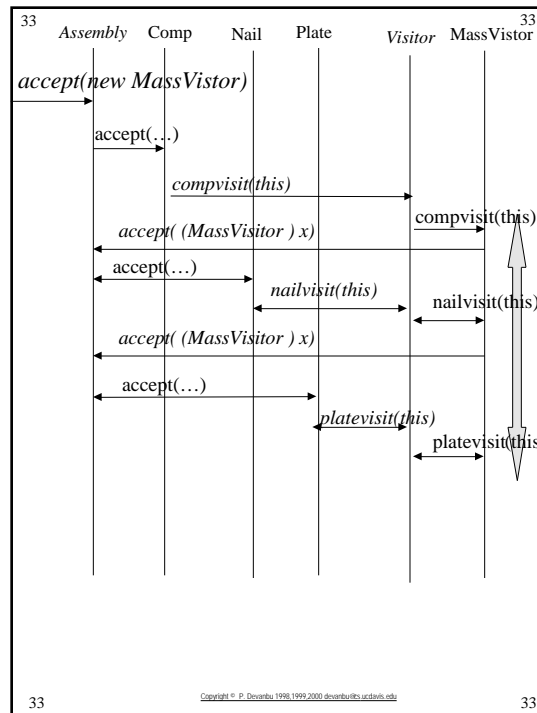 33 33
Assembly Comp Nail Plate Visitor MassVistor
accept(new MassVistor)
accept(…)
compvisit(this)
compvisit(this)
accept( (MassVisitor ) x)
accept(…)
nailvisit(this)
nailvisit(this)
accept( (MassVisitor ) x)
accept(…)
platevisit(this)
platevisit(this
Copyright © P. Devanbu 1998,1999,2000 devanbu@cs.ucdavis.edu
33 33